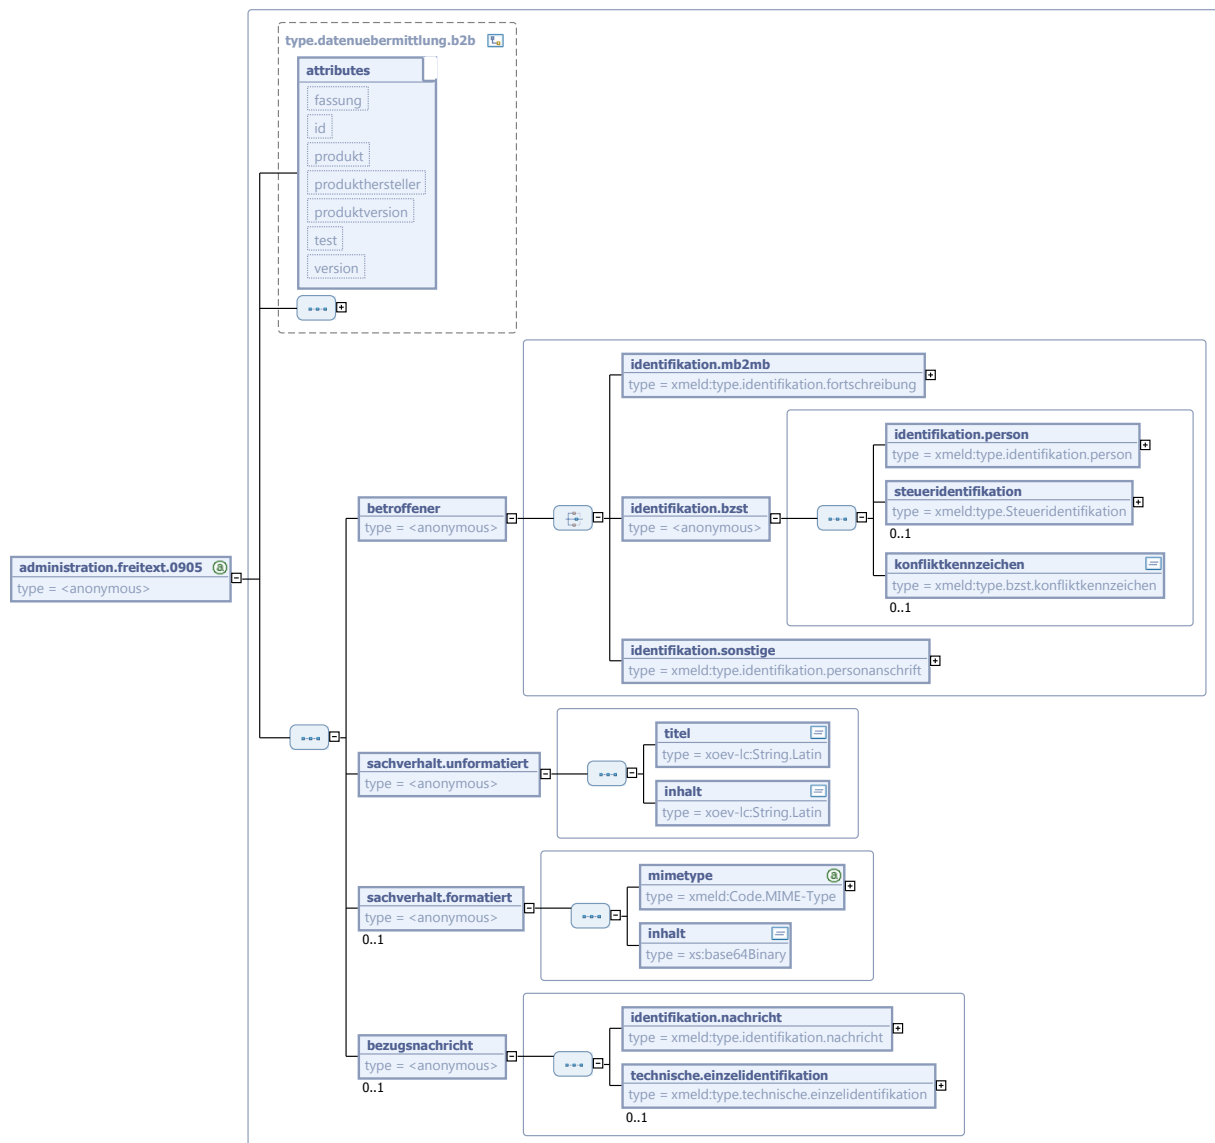 type.datenuebermittlung.b2b
attributes
fassung
id
produkt
produkthersteller
produktversion
test
version
identifikation.mb2mb
type = xmeld:type.identifikation.fortschreibung
identifikation.person
type = xmeld:type.identifikation.person
steueridentifikation
type = xmeld:type.Steueridentifikation
0..1
betroffener
type = <anonymous>
identifikation.bzst
type = <anonymous>
konfliktkennzeichen
type = xmeld:type.bzst.konfliktkennzeichen
0..1
administration.freitext.0905 a
type = <anonymous>
identifikation.sonstige
type = xmeld:type.identifikation.personanschrift
titel
type = xoev-lc:String.Latin
sachverhalt.unformatiert
type = <anonymous>
inhalt
type = xoev-lc:String.Latin
mimetype a
type = xmeld:Code.MIME-Type
sachverhalt.formatiert
type = <anonymous>
0..1
inhalt
type = xs:base64Binary
identifikation.nachricht
type = xmeld:type.identifikation.nachricht
bezugsnachricht
type = <anonymous>
0..1
technische.einzelidentifikation
type = xmeld:type.technische.einzelidentifikation
0..1